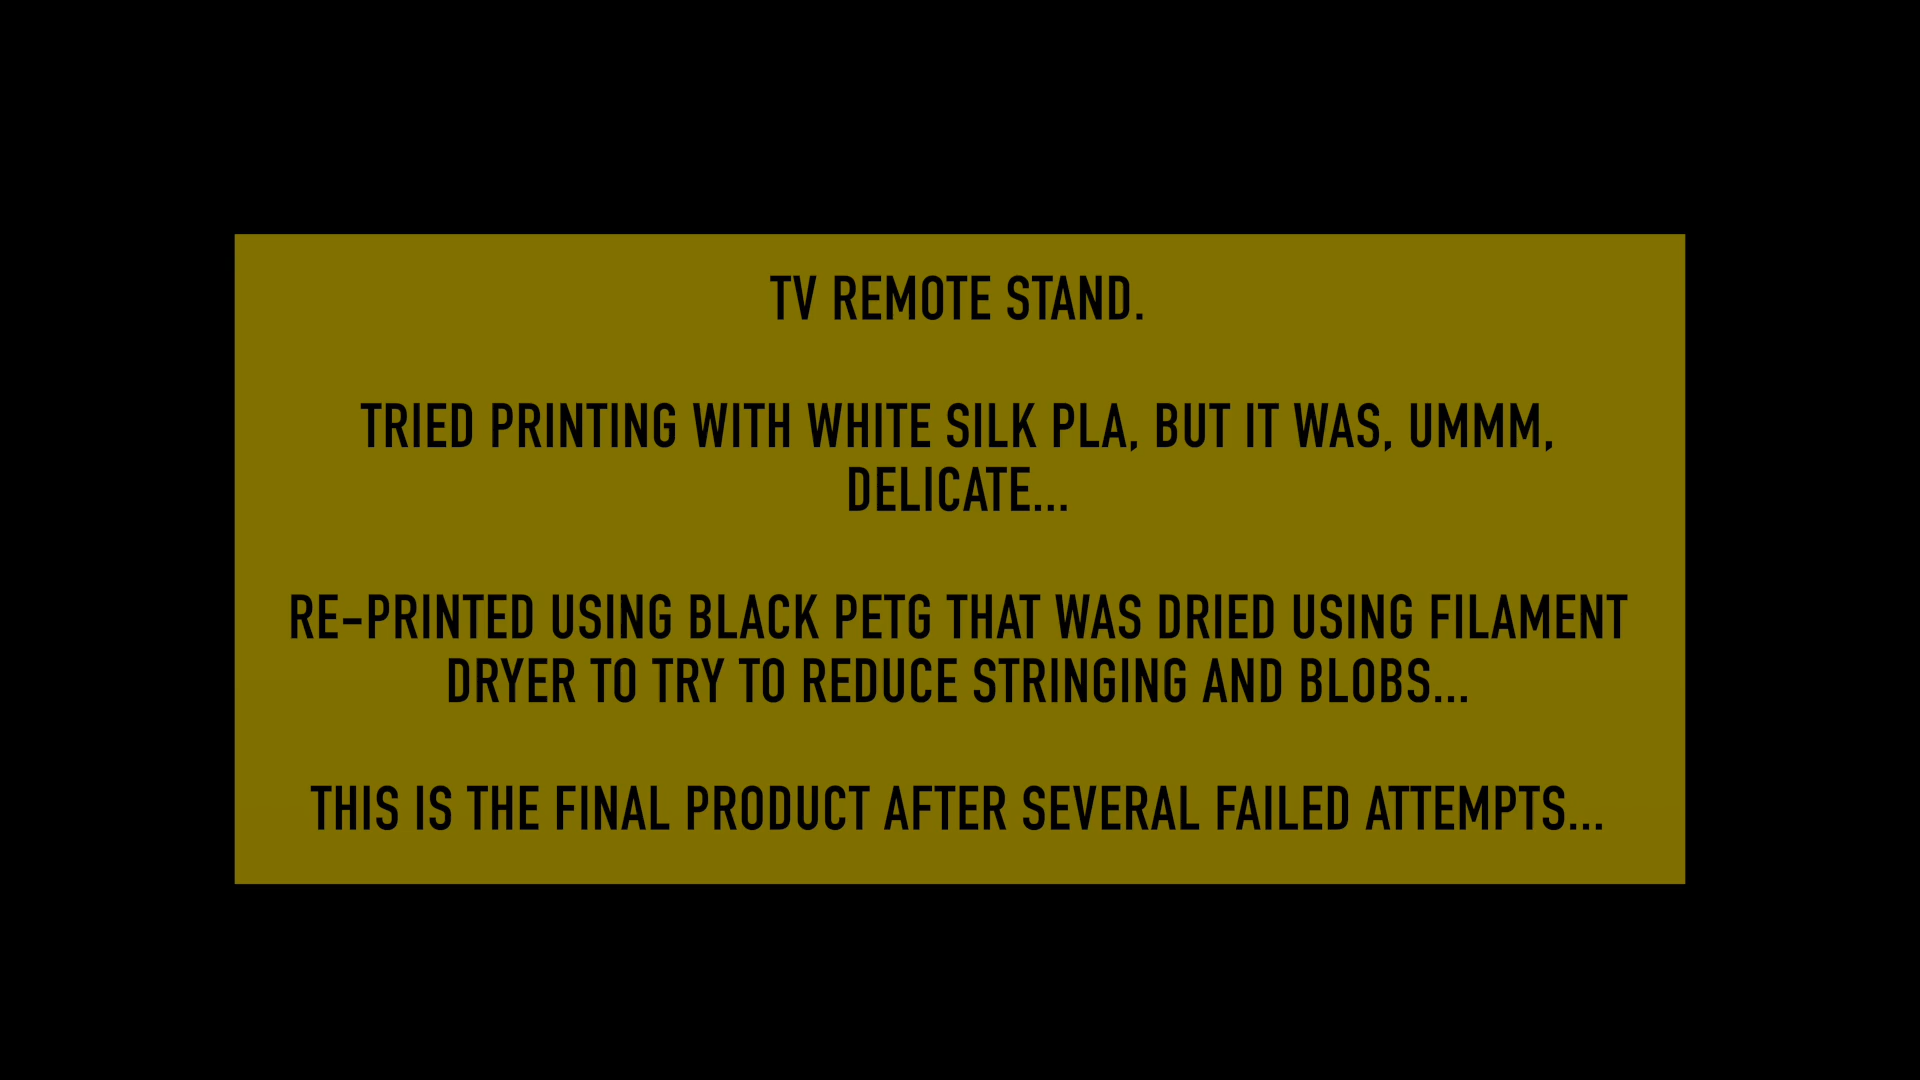 TV REMOTE STAND.
TRIED PRINTING WITH WHITE SILK PLA, BUT IT WAS, UMMM,
DELICATE...
RE-PRINTED USING BLACK PETG THAT WAS DRIED USING FILAMENT
DRYER TO TRY TO REDUCE STRINGING AND BLOBS...
THIS IS THE FINAL PRODUCT AFTER SEVERAL FAILED ATTEMPTS...